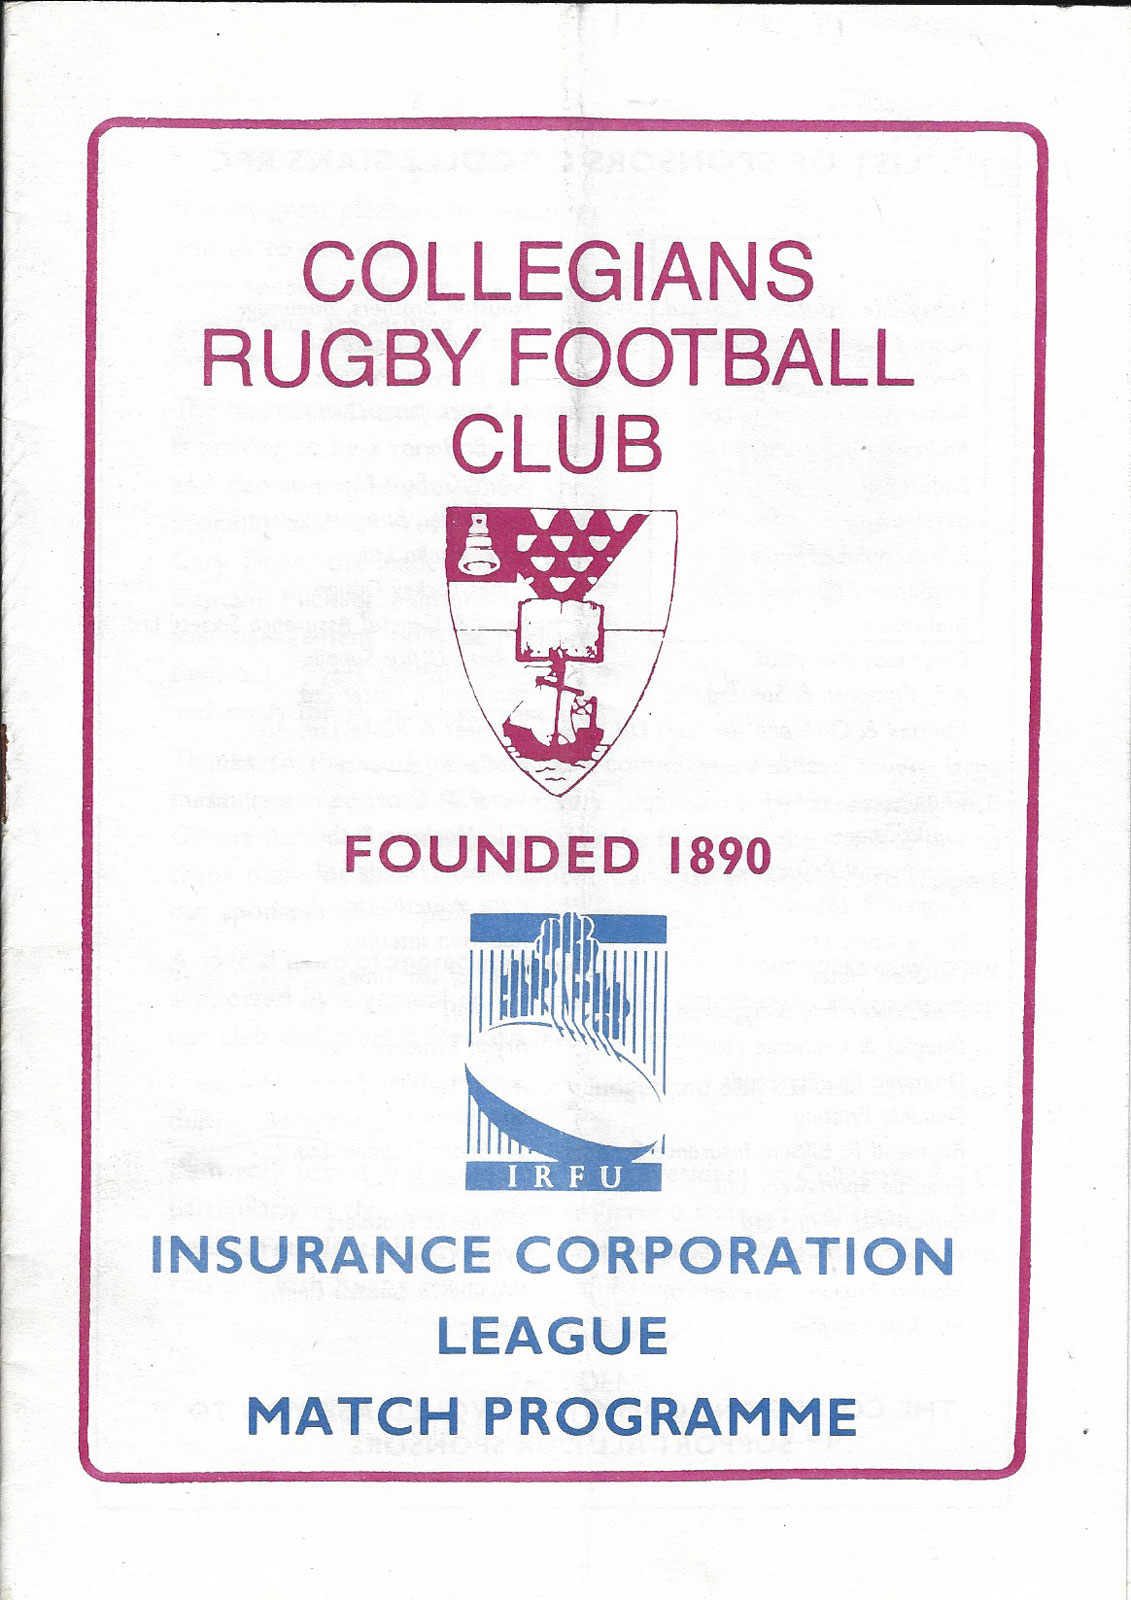 COLLEGIANS
RUGBY FOOTBALL
CLUB
FOUNDED 1890
IRFU
INSURANCE CORPORATION
LEAGUE
MATCH PROGRAMME